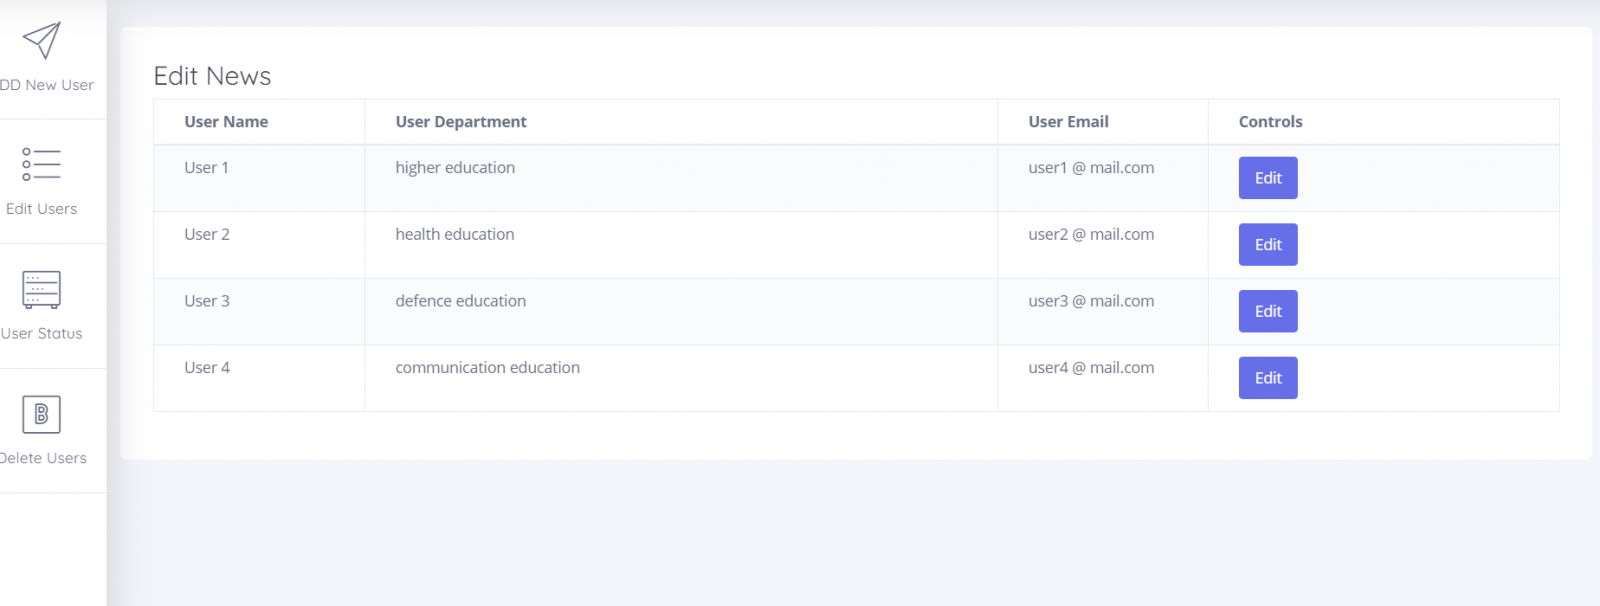 DD New User
Edit Users
User Status
Delete Users
Edit News
User Name User Department User Email Controls
User 1 higher education user1 @ mail.com Edit
User 2 health education user2 @ mail.com Edit
User 3 defence education user3 @ mail.com Edit
User 4 communication education user4 @ mail.com Edit